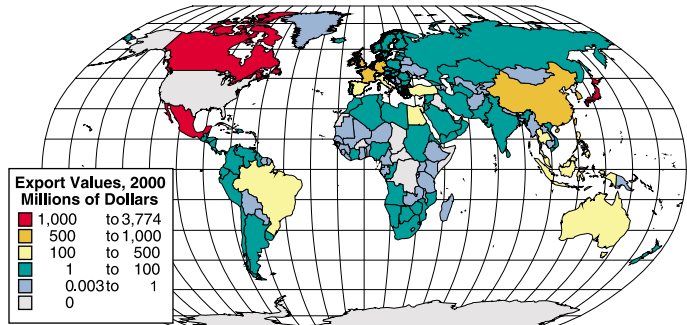 Export Values, 2000
Millions of Dollars
1,000 to 3,774
500 to 1,000
100 to 500
1 to 100
0.003 to 1
0